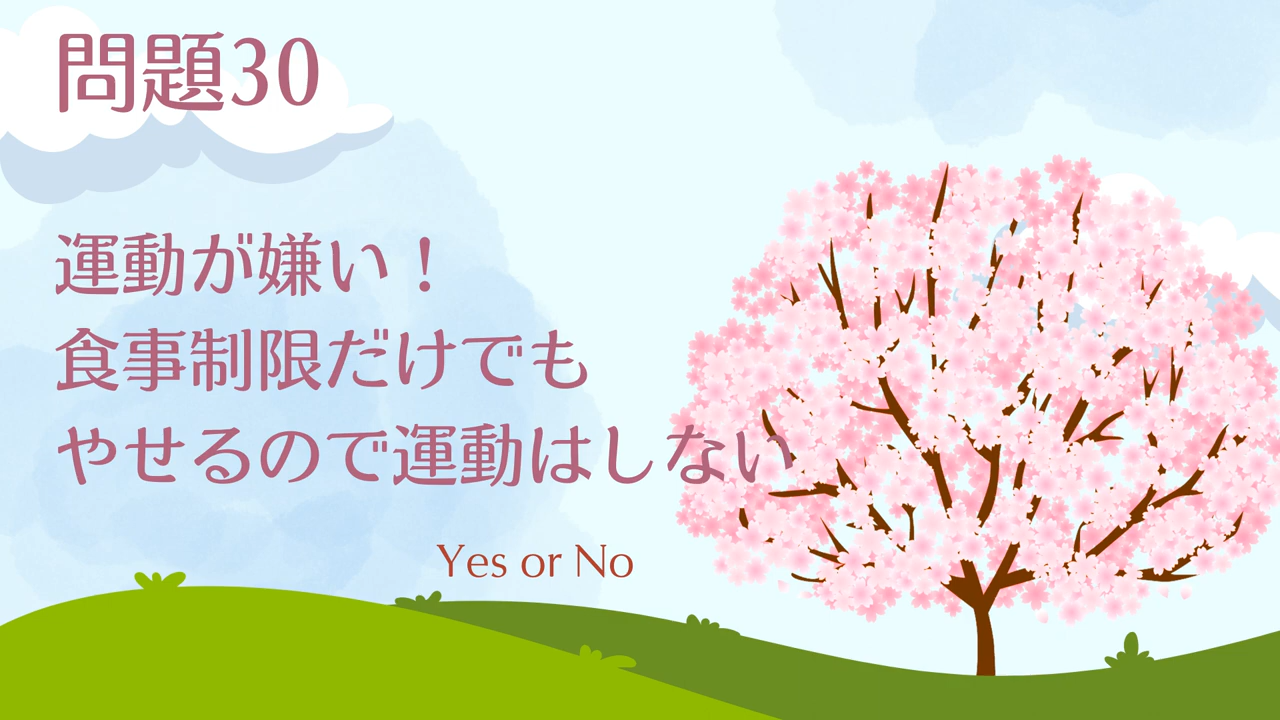 問題30
運動が嫌い！
食事制限だけでも
やせるので運動はしない
Yes or No